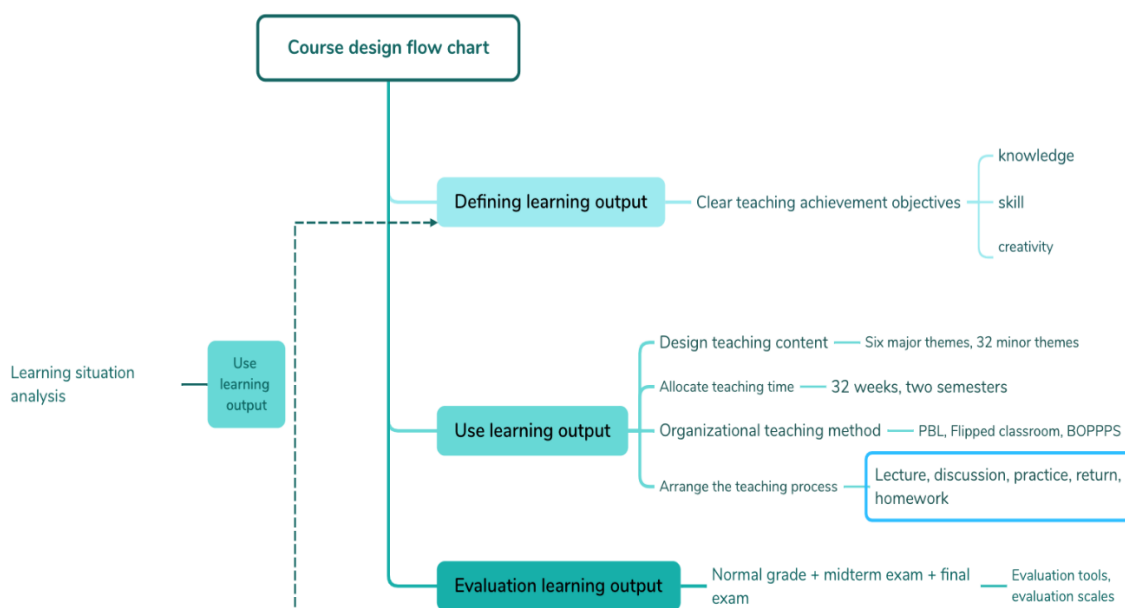 Course design flow chart
knowledge
Defining learning output
Clear teaching achievement objectives
skill
creativity
Learning situation
analysis
Use
learning
output
Design teaching content
Six major themes, 32 minor themes
Allocate teaching time
32 weeks, two semesters
Use learning output
Organizational teaching method
PBL, Flipped classroom, BOPPPS
Arrange the teaching process
Lecture, discussion, practice, return,
homework
Evaluation learning output
Normal grade + midterm exam + final
exam
Evaluation tools,
evaluation scales